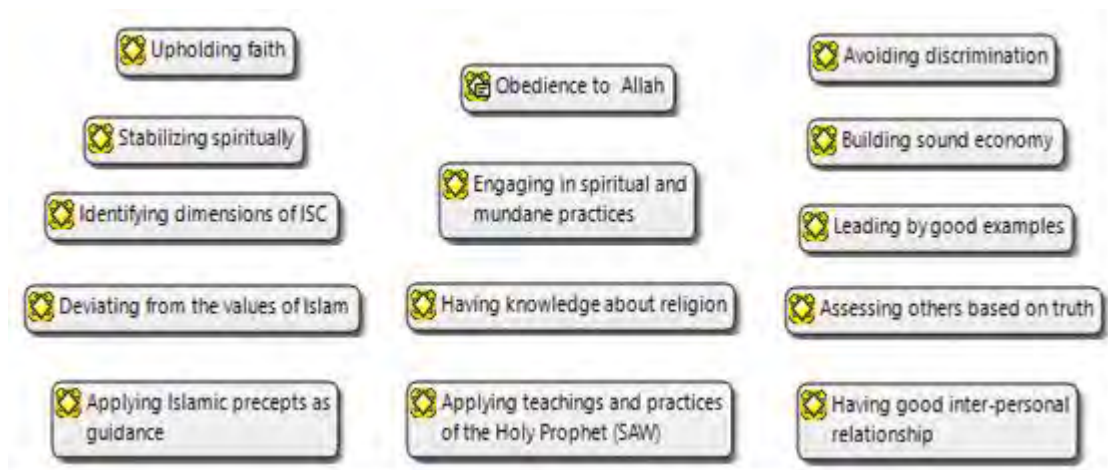 Upholding faith
Stabilizing spiritually
Identifying dimensions of ISC
Deviating from the values of Islam
Applying Islamic precepts as
guidance
Obedience to Allah
Engaging in spiritual and
mundane practices
Having knowledge about religion
Applying teachings and practices
of the Holy Prophet (SAW)
Avoiding discrimination
Building sound economy
Leading by good examples
Assessing others based on truth
Having good inter-personal
relationship